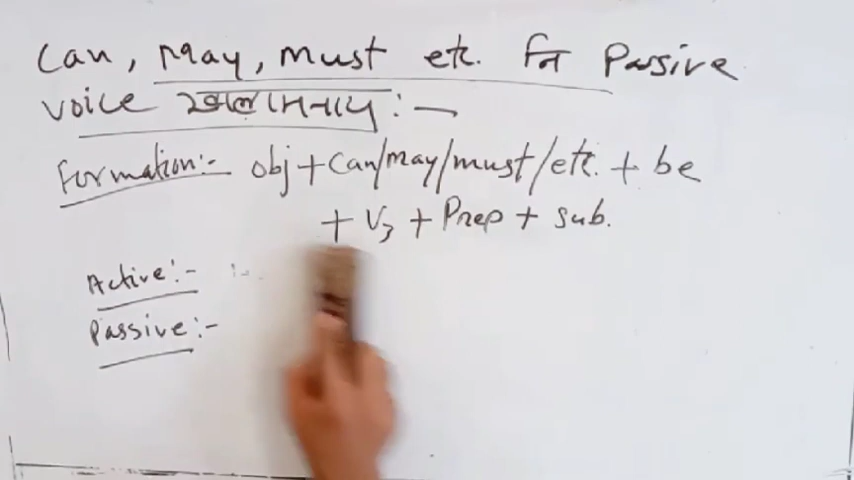 Can, May, must etc. Passive
voice :—
Formation:- obj + Can/may/must/etc. + be
+ V3 + Prep + sub.
Active:-
Passive:-